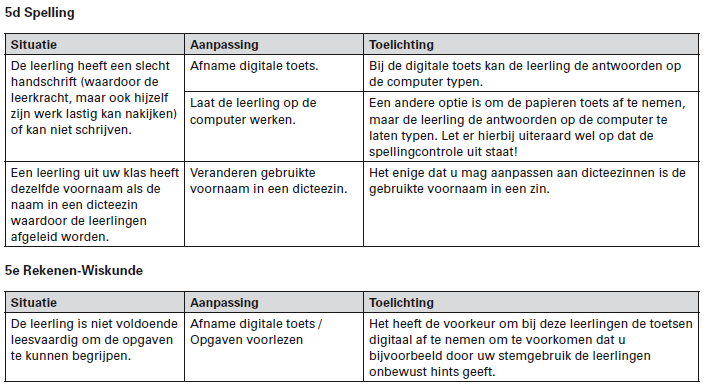 5d Spelling
Situatie Aanpassing Toelichting
De leerling heeft een slecht
handschrift (waardoor de
leerkracht, maar ook hijzelf
zijn werk lastig kan nakijken)
of kan niet schrijven.
Afname digitale toets.
Bij de digitale toets kan de leerling de antwoorden op
de computer typen.
Laat de leerling op de
computer werken.
Een andere optie is om de papieren toets af te nemen,
maar de leerling de antwoorden op de computer te
laten typen. Let er hierbij uiteraard wel op dat de
spellingcontrole uit staat!
Een leerling uit uw klas heeft
dezelfde voornaam als de
naam in een dicteezin
waardoor de leerlingen
afgeleid worden.
Veranderen gebruikte
voornaam in een dicteezin.
Het enige dat u mag aanpassen aan dicteezinnen is de
gebruikte voornaam in een zin.
5e Rekenen-Wiskunde
Situatie Aanpassing Toelichting
De leerling is niet voldoende
leesvaardig om de opgaven
te kunnen begrijpen.
Afname digitale toets /
Opgaven voorlezen
Het heeft de voorkeur om bij deze leerlingen de toetsen
digitaal af te nemen om te voorkomen dat u
bijvoorbeeld door uw stemgebruik de leerlingen
onbewust hints geeft.